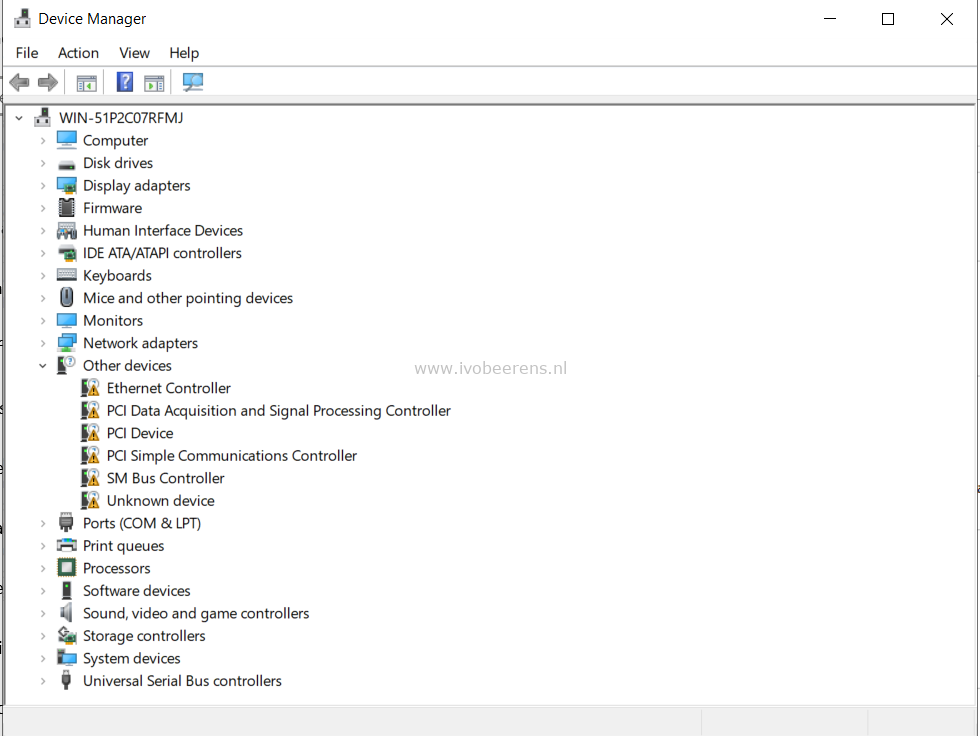 Device Manager
File Action View Help
WIN-51P2C07RFMJ
Computer
Disk drives
Display adapters
Firmware
Human Interface Devices
IDE ATA/ATAPI controllers
Keyboards
Mice and other pointing devices
Monitors
Network adapters
Other devices
www.ivobeerens.nl
Ethernet Controller
PCI Data Acquisition and Signal Processing Controller
PCI Device
PCI Simple Communications Controller
SM Bus Controller
Unknown device
Ports (COM & LPT)
Print queues
Processors
Software devices
Sound, video and game controllers
Storage controllers
System devices
Universal Serial Bus controllers